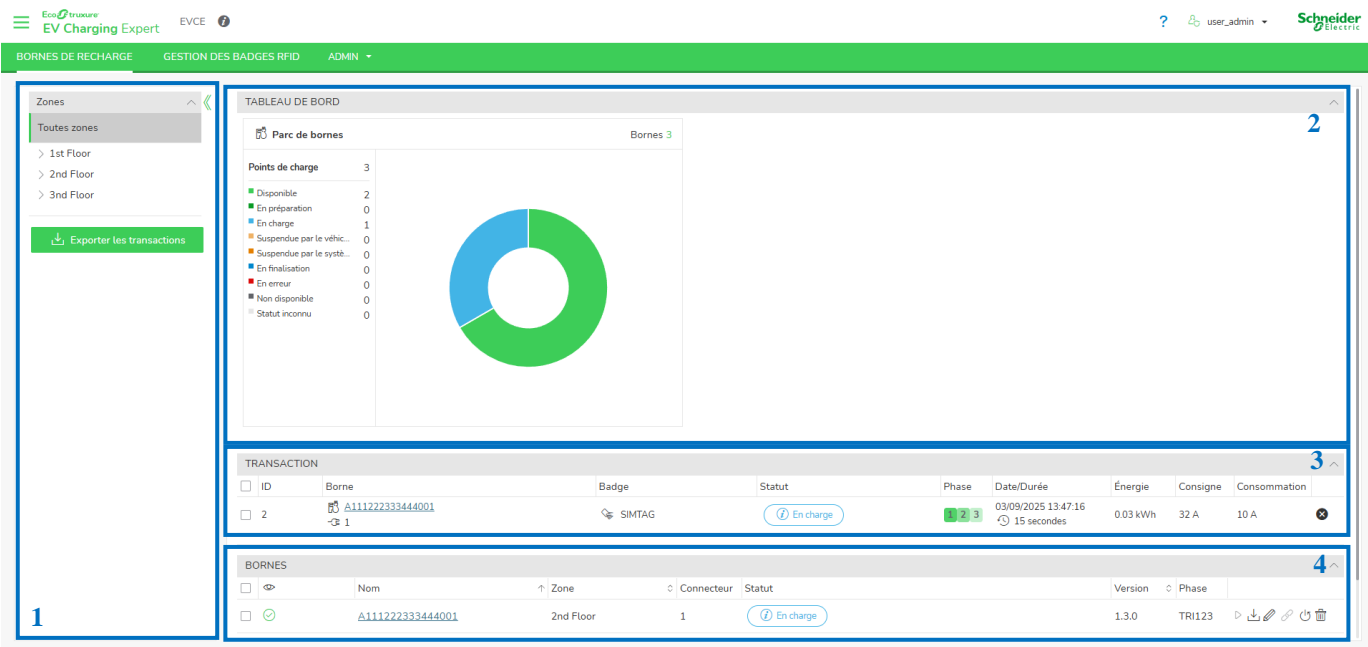 EcoStruxure
EV Charging Expert
EVCE
?
user_admin
Schneider
Electric
BORNES DE RECHARGE
GESTION DES BADGES RFID
ADMIN
Zones
Toutes zones
1st Floor
2nd Floor
3nd Floor
Exporter les transactions
1
TABLEAU DE BORD
2
Parc de bornes
Bornes 3
Points de charge 3
Disponible 2
En préparation 0
En charge 1
Suspendue par le véhic... 0
Suspendue par le systè... 0
En finalisation 0
En erreur 0
Non disponible 0
Statut inconnu 0
TRANSACTION
3
ID Borne Badge Statut Phase Date/Durée Énergie Consigne Consommation
2 A111222333444001 SIMTAG En charge 1 2 3 03/09/2025 13:47:16 0.03 kWh 32 A 10 A
1 15 secondes
BORNES
4
Nom Zone Connecteur Statut Version Phase
A111222333444001 2nd Floor 1 En charge 1.3.0 TRI123